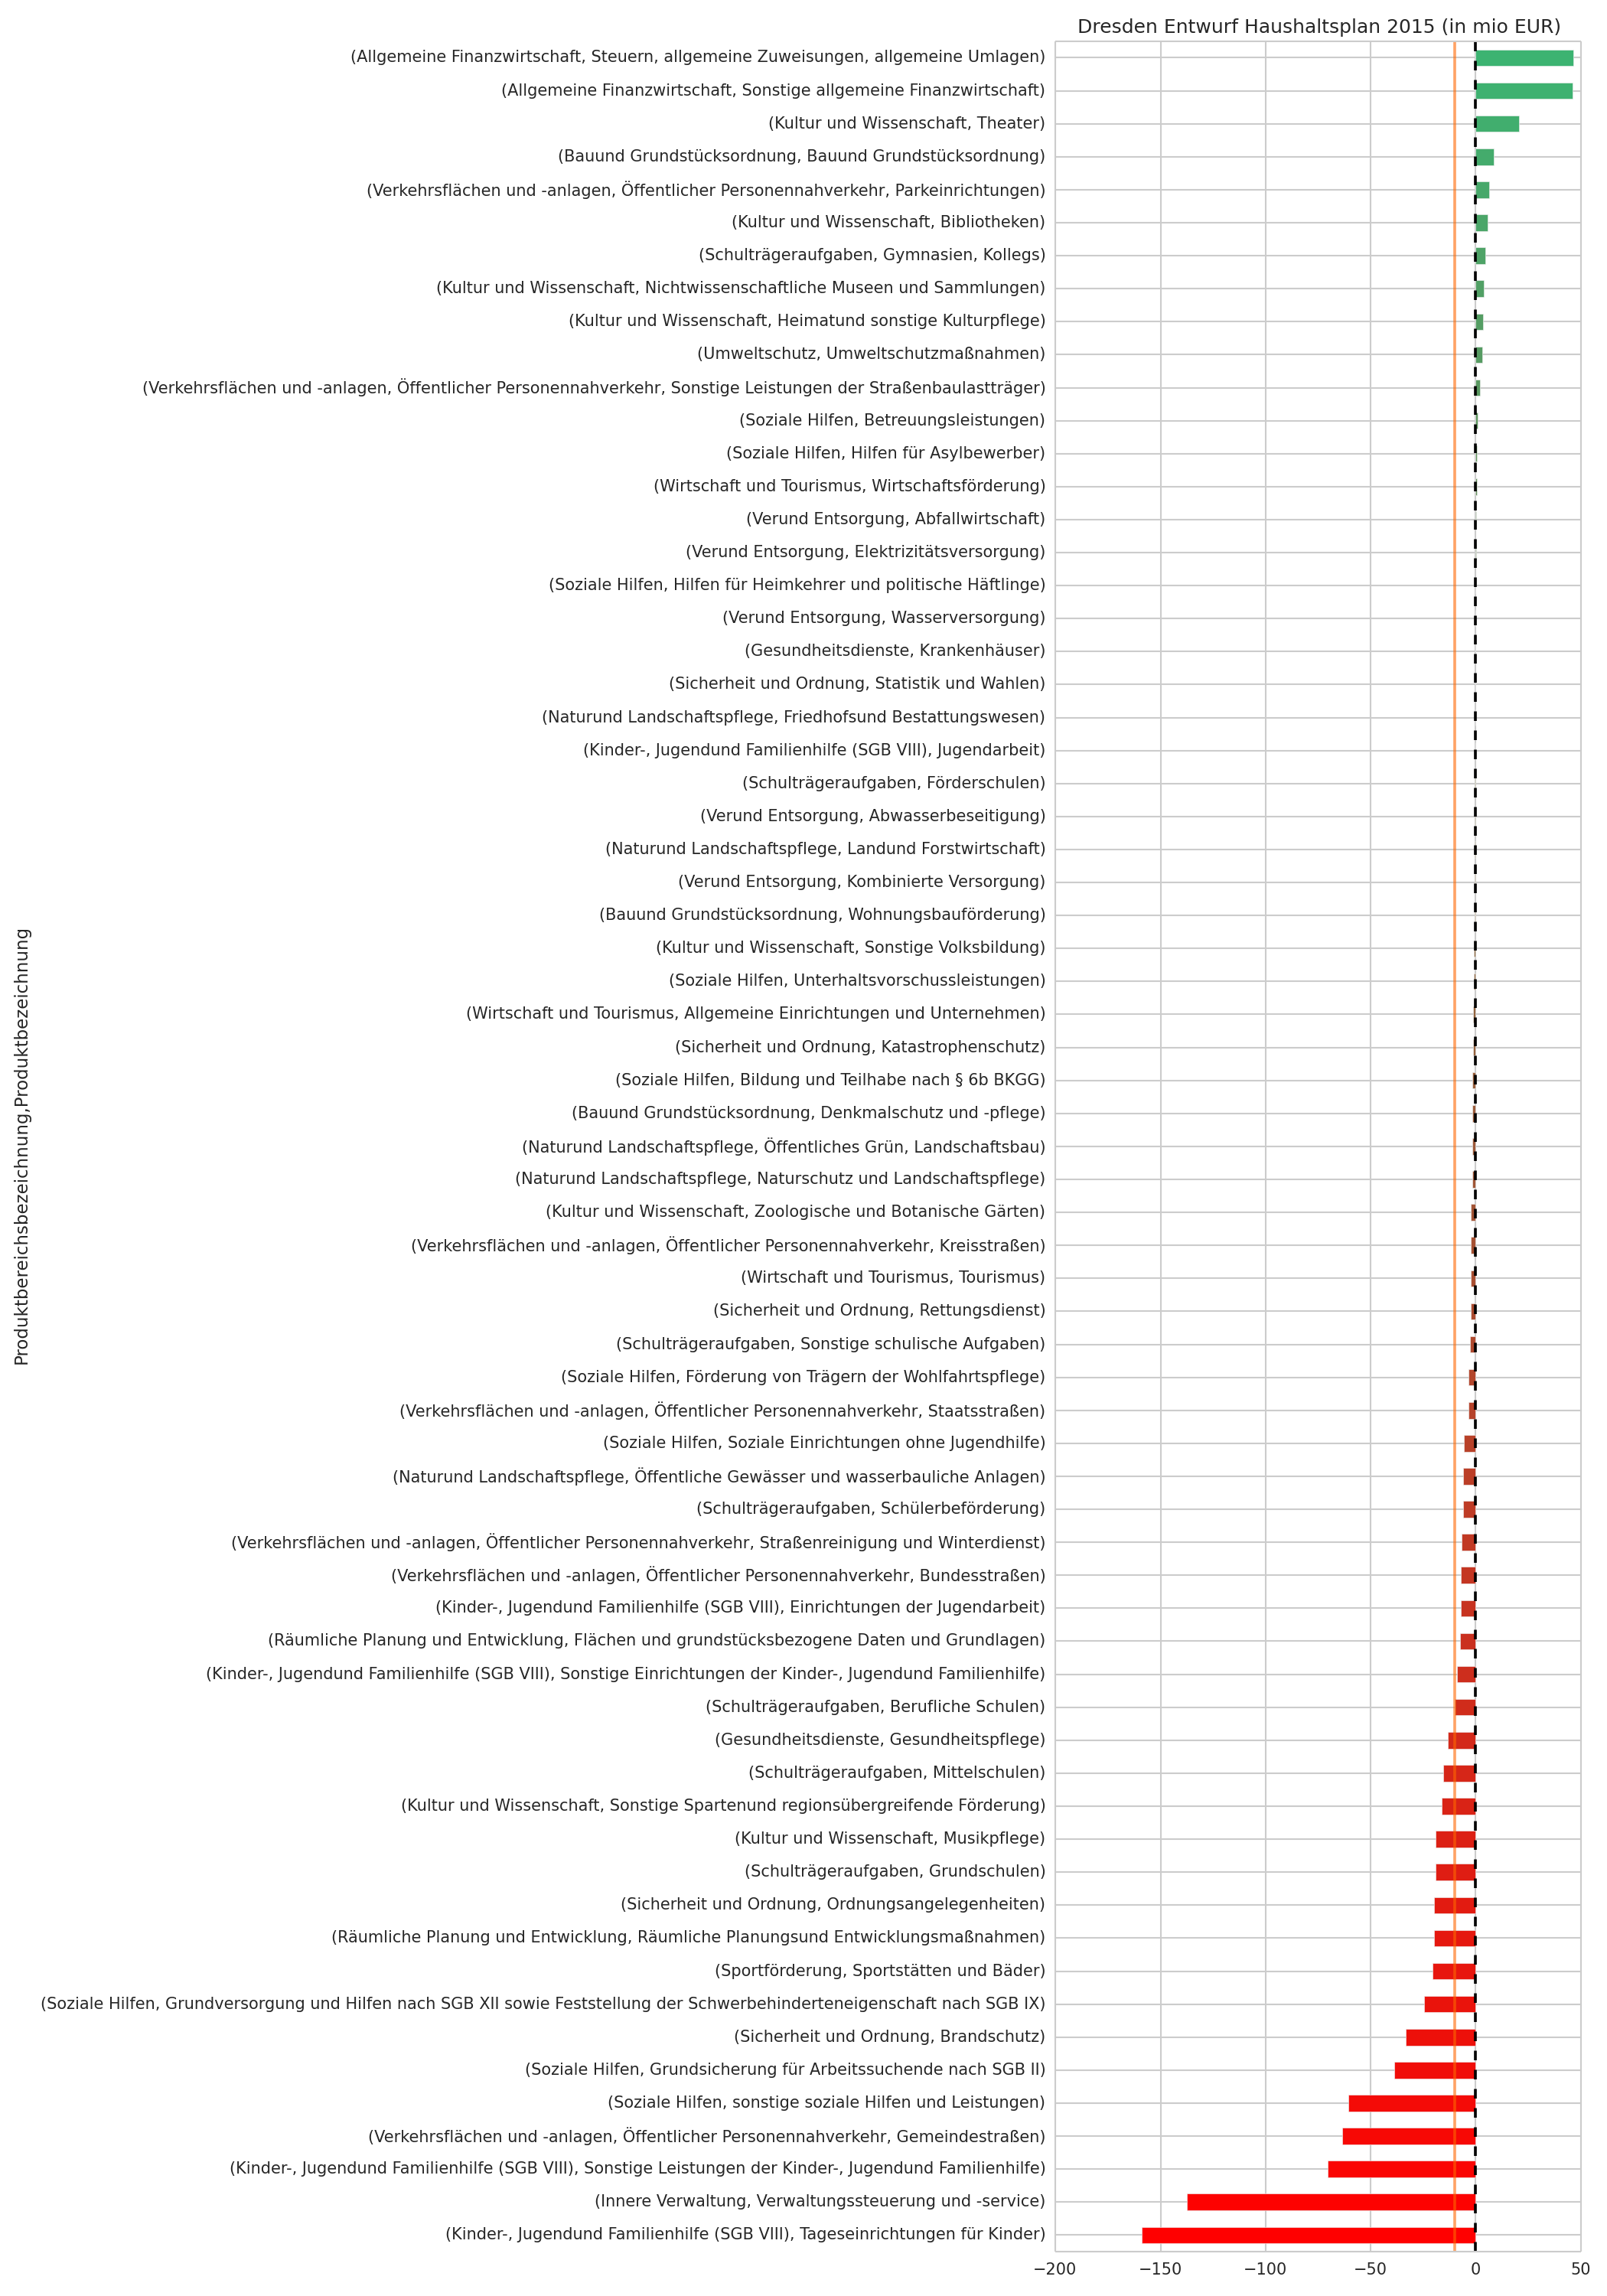 Dresden Entwurf Haushaltsplan 2015 (in mio EUR)
(Allgemeine Finanzwirtschaft, Steuern, allgemeine Zuweisungen, allgemeine Umlagen)
(Allgemeine Finanzwirtschaft, Sonstige allgemeine Finanzwirtschaft)
(Kultur und Wissenschaft, Theater)
(Bauund Grundstücksordnung, Bauund Grundstücksordnung)
(Verkehrsflächen und -anlagen, Öffentlicher Personennahverkehr, Parkeinrichtungen)
(Kultur und Wissenschaft, Bibliotheken)
(Schulträgeraufgaben, Gymnasien, Kollegs)
(Kultur und Wissenschaft, Nichtwissenschaftliche Museen und Sammlungen)
(Kultur und Wissenschaft, Heimatund sonstige Kulturpflege)
(Umweltschutz, Umweltschutzmaßnahmen)
(Verkehrsflächen und -anlagen, Öffentlicher Personennahverkehr, Sonstige Leistungen der Straßenbaulastträger)
(Soziale Hilfen, Betreuungsleistungen)
(Soziale Hilfen, Hilfen für Asylbewerber)
(Wirtschaft und Tourismus, Wirtschaftsförderung)
(Verund Entsorgung, Abfallwirtschaft)
(Verund Entsorgung, Elektrizitätsversorgung)
(Soziale Hilfen, Hilfen für Heimkehrer und politische Häftlinge)
(Verund Entsorgung, Wasserversorgung)
(Gesundheitsdienste, Krankenhäuser)
(Sicherheit und Ordnung, Statistik und Wahlen)
(Naturund Landschaftspflege, Friedhofsund Bestattungswesen)
(Kinder-, Jugendund Familienhilfe (SGB VIII), Jugendarbeit)
(Schulträgeraufgaben, Förderschulen)
(Verund Entsorgung, Abwasserbeseitigung)
(Naturund Landschaftspflege, Landund Forstwirtschaft)
(Verund Entsorgung, Kombinierte Versorgung)
(Bauund Grundstücksordnung, Wohnungsbauförderung)
(Kultur und Wissenschaft, Sonstige Volksbildung)
(Soziale Hilfen, Unterhaltsvorschussleistungen)
(Wirtschaft und Tourismus, Allgemeine Einrichtungen und Unternehmen)
(Sicherheit und Ordnung, Katastrophenschutz)
(Soziale Hilfen, Bildung und Teilhabe nach § 6b BKGG)
(Bauund Grundstücksordnung, Denkmalschutz und -pflege)
(Naturund Landschaftspflege, Öffentliches Grün, Landschaftsbau)
(Naturund Landschaftspflege, Naturschutz und Landschaftspflege)
(Kultur und Wissenschaft, Zoologische und Botanische Gärten)
(Verkehrsflächen und -anlagen, Öffentlicher Personennahverkehr, Kreisstraßen)
(Wirtschaft und Tourismus, Tourismus)
(Sicherheit und Ordnung, Rettungsdienst)
(Schulträgeraufgaben, Sonstige schulische Aufgaben)
(Soziale Hilfen, Förderung von Trägern der Wohlfahrtspflege)
(Verkehrsflächen und -anlagen, Öffentlicher Personennahverkehr, Staatsstraßen)
(Soziale Hilfen, Soziale Einrichtungen ohne Jugendhilfe)
(Naturund Landschaftspflege, Öffentliche Gewässer und wasserbauliche Anlagen)
(Schulträgeraufgaben, Schülerbeförderung)
(Verkehrsflächen und -anlagen, Öffentlicher Personennahverkehr, Straßenreinigung und Winterdienst)
(Verkehrsflächen und -anlagen, Öffentlicher Personennahverkehr, Bundesstraßen)
(Kinder-, Jugendund Familienhilfe (SGB VIII), Einrichtungen der Jugendarbeit)
(Räumliche Planung und Entwicklung, Flächen und grundstücksbezogene Daten und Grundlagen)
(Kinder-, Jugendund Familienhilfe (SGB VIII), Sonstige Einrichtungen der Kinder-, Jugendund Familienhilfe)
(Schulträgeraufgaben, Berufliche Schulen)
(Gesundheitsdienste, Gesundheitspflege)
(Schulträgeraufgaben, Mittelschulen)
(Kultur und Wissenschaft, Sonstige Spartenund regionsübergreifende Förderung)
(Kultur und Wissenschaft, Musikpflege)
(Schulträgeraufgaben, Grundschulen)
(Sicherheit und Ordnung, Ordnungsangelegenheiten)
(Räumliche Planung und Entwicklung, Räumliche Planungsund Entwicklungsmaßnahmen)
(Sportförderung, Sportstätten und Bäder)
(Soziale Hilfen, Grundversorgung und Hilfen nach SGB XII sowie Feststellung der Schwerbehinderteneigenschaft nach SGB IX)
(Sicherheit und Ordnung, Brandschutz)
(Soziale Hilfen, Grundsicherung für Arbeitssuchende nach SGB II)
(Soziale Hilfen, sonstige soziale Hilfen und Leistungen)
(Verkehrsflächen und -anlagen, Öffentlicher Personennahverkehr, Gemeindestraßen)
(Kinder-, Jugendund Familienhilfe (SGB VIII), Sonstige Leistungen der Kinder-, Jugendund Familienhilfe)
(Innere Verwaltung, Verwaltungssteuerung und -service)
(Kinder-, Jugendund Familienhilfe (SGB VIII), Tageseinrichtungen für Kinder)
Produktbereichsbezeichnung,Produktbezeichnung
−200 −150 −100 −50 0 50